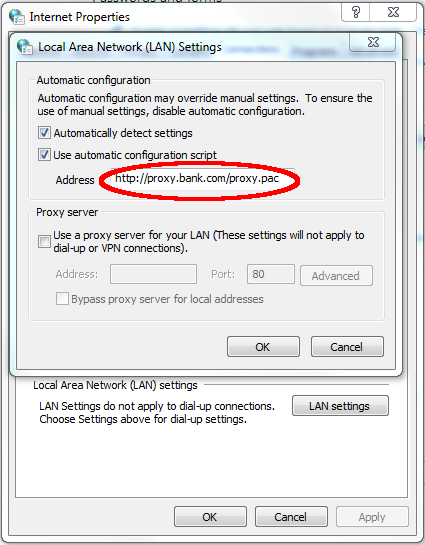 Passwords and forms
Internet Properties
Local Area Network (LAN) Settings
Automatic configuration
Automatic configuration may override manual settings. To ensure the
use of manual settings, disable automatic configuration.
Automatically detect settings
Use automatic configuration script
Address http://proxy.bank.com/proxy.pac
Proxy server
Use a proxy server for your LAN (These settings will not apply to
dial-up or VPN connections).
Address: Port: 80 Advanced
Bypass proxy server for local addresses
OK Cancel
Local Area Network (LAN) settings
LAN Settings do not apply to dial-up connections. LAN settings
Choose Settings above for dial-up settings.
OK Cancel Apply